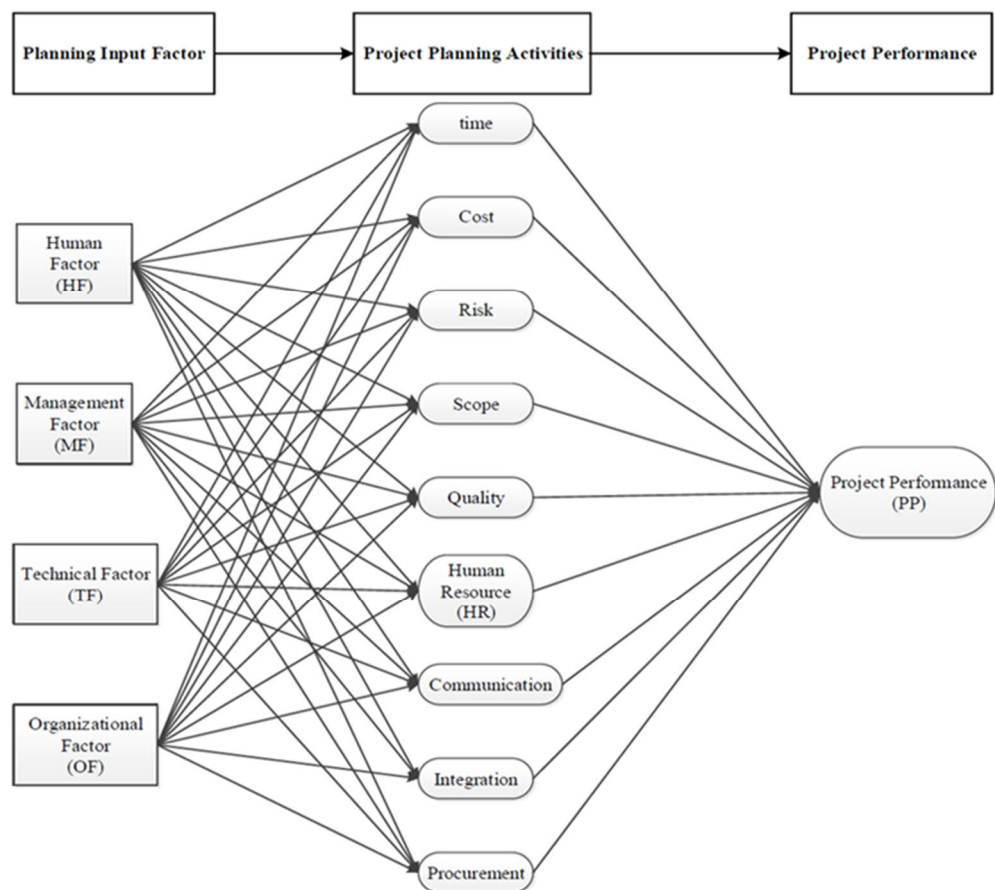 Planning Input Factor
Project Planning Activities
Project Performance
time
Cost
Risk
Scope
Quality
Human
Resource
(HR)
Communication
Integration
Procurement
Human
Factor
(HF)
Management
Factor
(MF)
Technical Factor
(TF)
Organizational
Factor
(OF)
Project Performance
(PP)